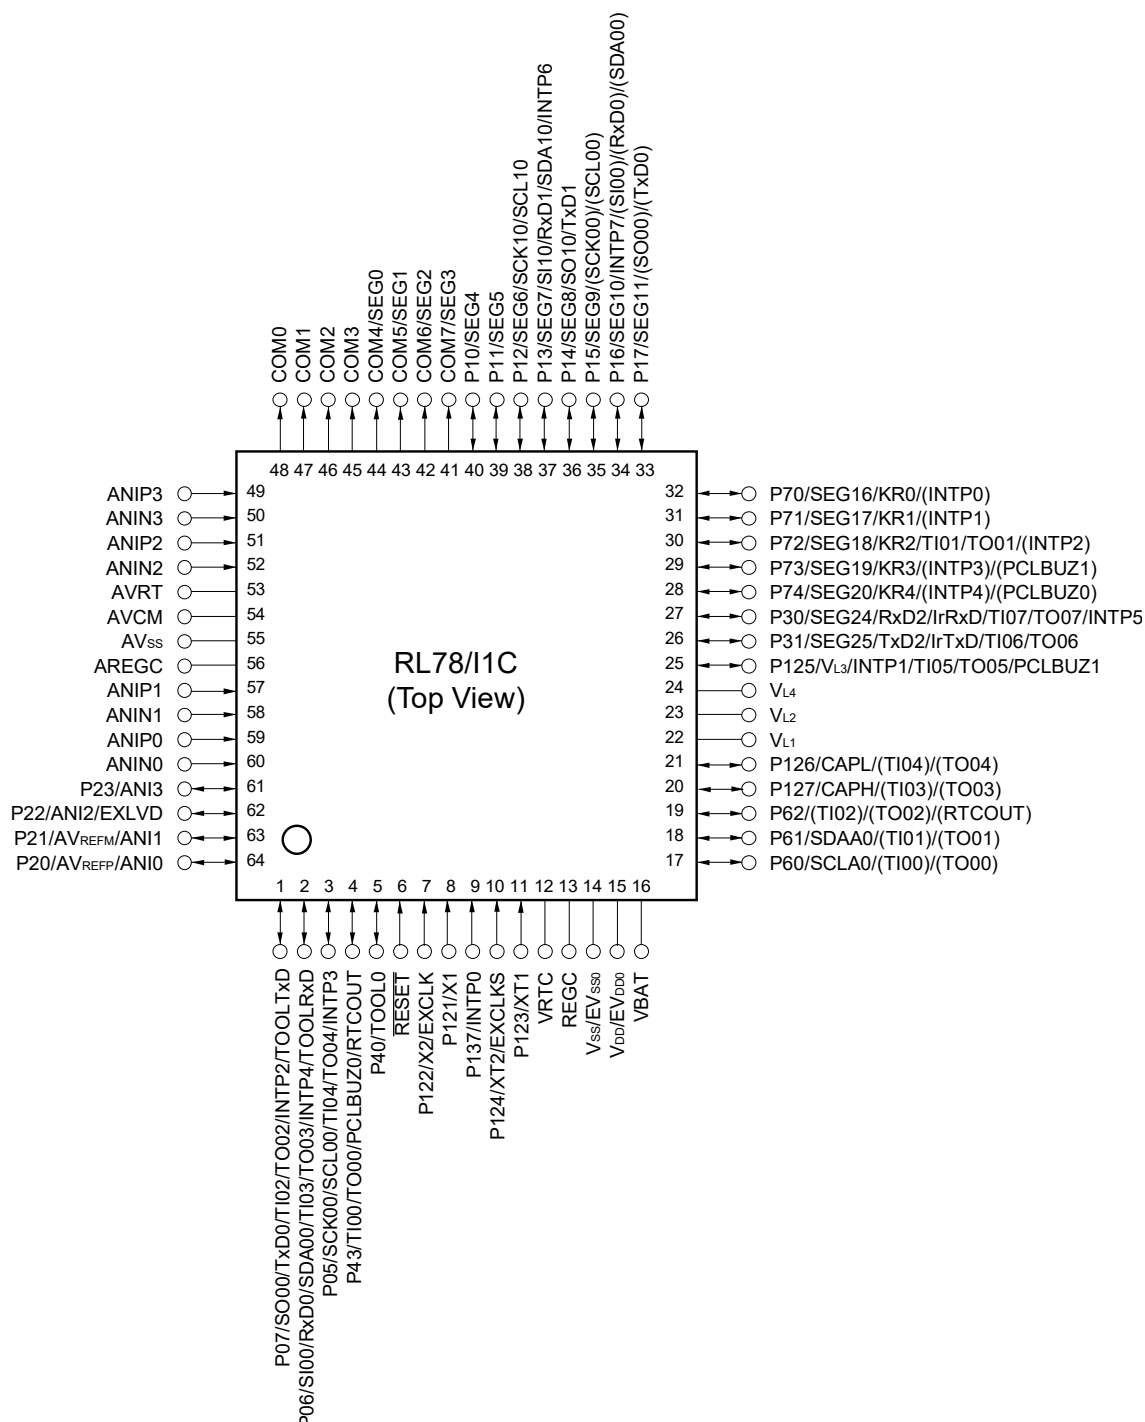 COM0
COM1
COM2
COM3
COM4/SEG0
COM5/SEG1
COM6/SEG2
COM7/SEG3
P10/SEG4
P11/SEG5
P12/SEG6/SCK10/SCL10
P13/SEG7/SI10/RxD1/SDA10/INTP6
P14/SEG8/SO10/TxD1
P15/SEG9/(SCK00)/(SCL00)
P16/SEG10/INTP7/(SI00)/(RxD0)/(SDA00)
P17/SEG11/(SO00)/(TxD0)
48 47 46 45 44 43 42 41 40 39 38 37 36 35 34 33
ANIP3 49
ANIN3 50
ANIP2 51
ANIN2 52
AVRT 53
AVCM 54
AVSS 55
AREGC 56
ANIP1 57
ANIN1 58
ANIP0 59
ANIN0 60
P23/ANI3 61
P22/ANI2/EXLVD 62
P21/AVREFM/ANI1 63
P20/AVREFP/ANI0 64
RL78/I1C
(Top View)
32 P70/SEG16/KR0/(INTP0)
31 P71/SEG17/KR1/(INTP1)
30 P72/SEG18/KR2/TI01/TO01/(INTP2)
29 P73/SEG19/KR3/(INTP3)/(PCLBUZ1)
28 P74/SEG20/KR4/(INTP4)/(PCLBUZ0)
27 P30/SEG24/RxD2/IrRxD/TI07/TO07/INTP5
26 P31/SEG25/TxD2/IrTxD/TI06/TO06
25 P125/VL3/INTP1/TI05/TO05/PCLBUZ1
24 VL4
23 VL2
22 VL1
21 P126/CAPL/(TI04)/(TO04)
20 P127/CAPH/(TI03)/(TO03)
19 P62/(TI02)/(TO02)/(RTCOUT)
18 P61/SDAA0/(TI01)/(TO01)
17 P60/SCLA0/(TI00)/(TO00)
1 2 3 4 5 6 7 8 9 10 11 12 13 14 15 16
P07/SO00/TxD0/TI02/TO02/INTP2/TOOLTxD
P06/SI00/RxD0/SDA00/TI03/TO03/INTP4/TOOLRxD
P05/SCK00/SCL00/TI04/TO04/INTP3
P43/TI00/TO00/PCLBUZ0/RTCOUT
P40/TOOL0
RESET
P122/X2/EXCLK
P121/X1
P137/INTP0
P124/XT2/EXCLKS
P123/XT1
VRTC
REGC
VSS/EVSS0
VDD/EVDD0
VBAT